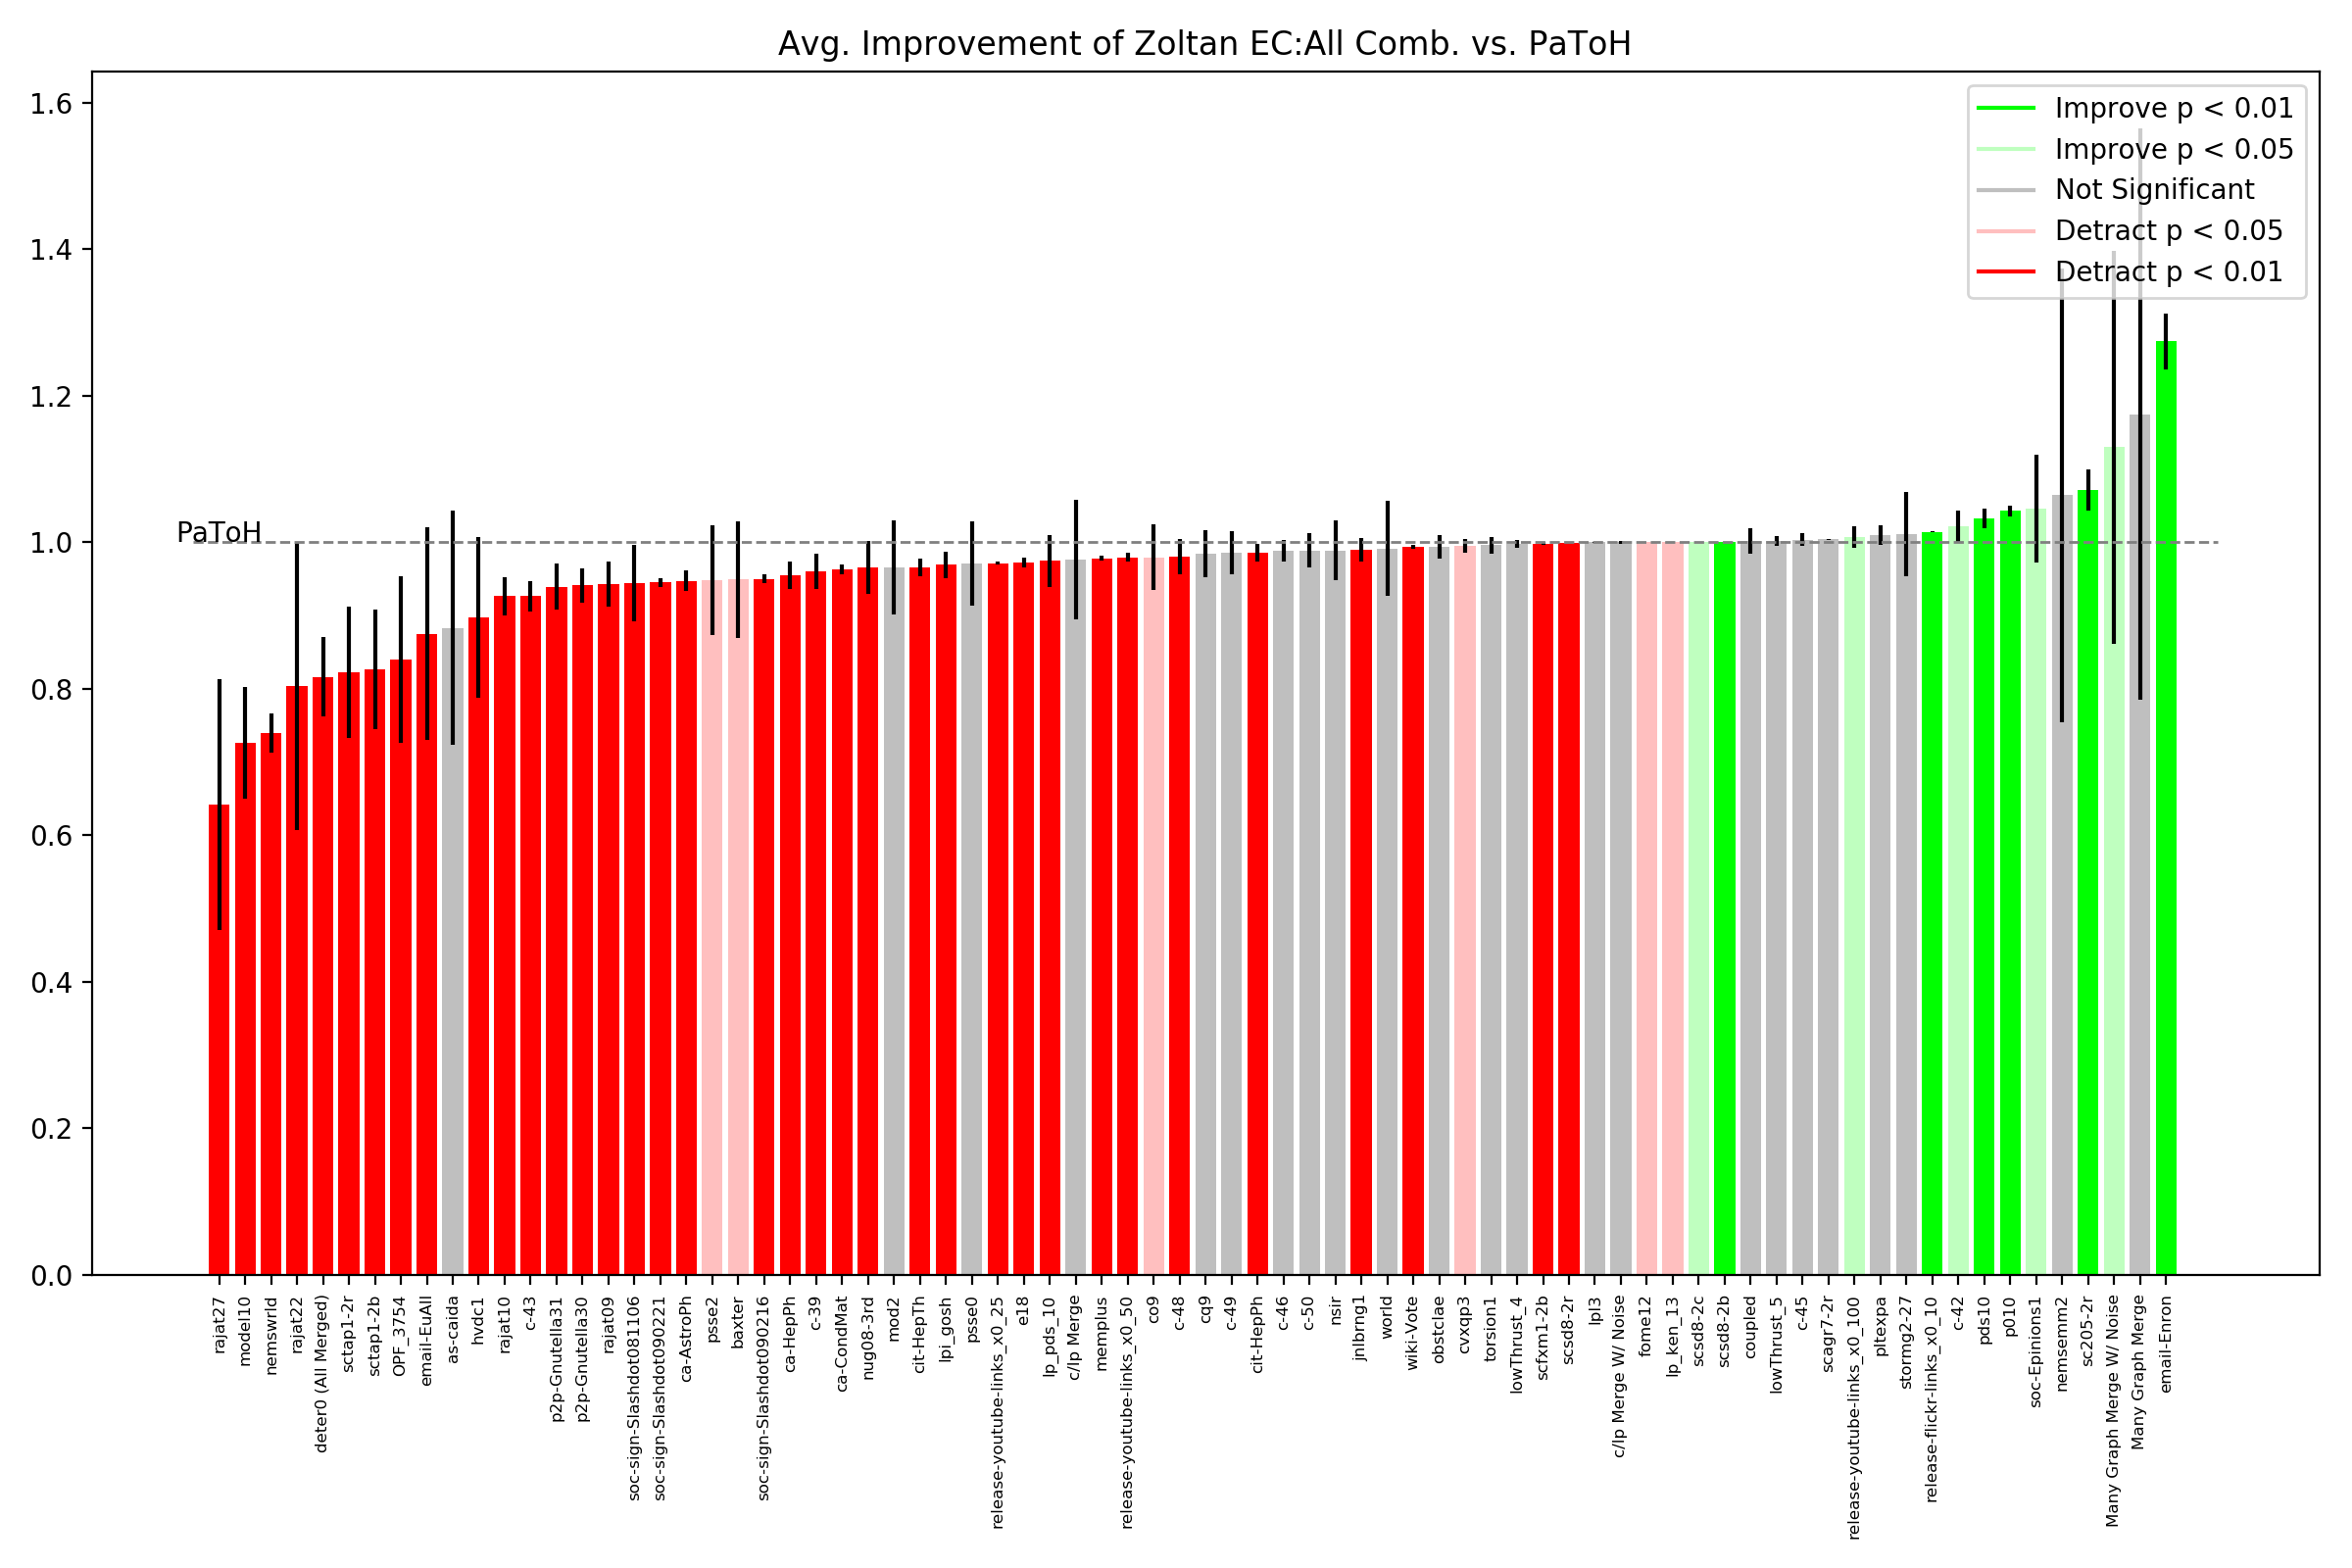 Avg. Improvement of Zoltan EC:All Comb. vs. PaToH
1.6
1.4
1.2
1.0
0.8
0.6
0.4
0.2
0.0
PaToH
Improve p < 0.01
Improve p < 0.05
Not Significant
Detract p < 0.05
Detract p < 0.01
rajat27
model10
nemswrld
rajat22
deter0 (All Merged)
sctap1-2r
sctap1-2b
OPF_3754
email-EuAll
as-caida
hvdc1
rajat10
c-43
p2p-Gnutella31
p2p-Gnutella30
rajat09
soc-sign-Slashdot081106
soc-sign-Slashdot090221
ca-AstroPh
psse2
baxter
soc-sign-Slashdot090216
ca-HepPh
c-39
ca-CondMat
nug08-3rd
mod2
cit-HepTh
lpi_gosh
psse0
release-youtube-links_x0_25
e18
lp_pds_10
c/lp Merge
memplus
release-youtube-links_x0_50
co9
c-48
cq9
c-49
cit-HepPh
c-46
c-50
nsir
jnlbrng1
world
wiki-Vote
obstclae
cvxqp3
torsion1
lowThrust_4
scfxm1-2b
scsd8-2r
lpl3
c/lp Merge W/ Noise
fome12
lp_ken_13
scsd8-2c
scsd8-2b
coupled
lowThrust_5
c-45
scagr7-2r
release-youtube-links_x0_100
pltexpa
stormg2-27
release-flickr-links_x0_10
c-42
pds10
p010
soc-Epinions1
nemsemm2
sc205-2r
Many Graph Merge W/ Noise
Many Graph Merge
email-Enron